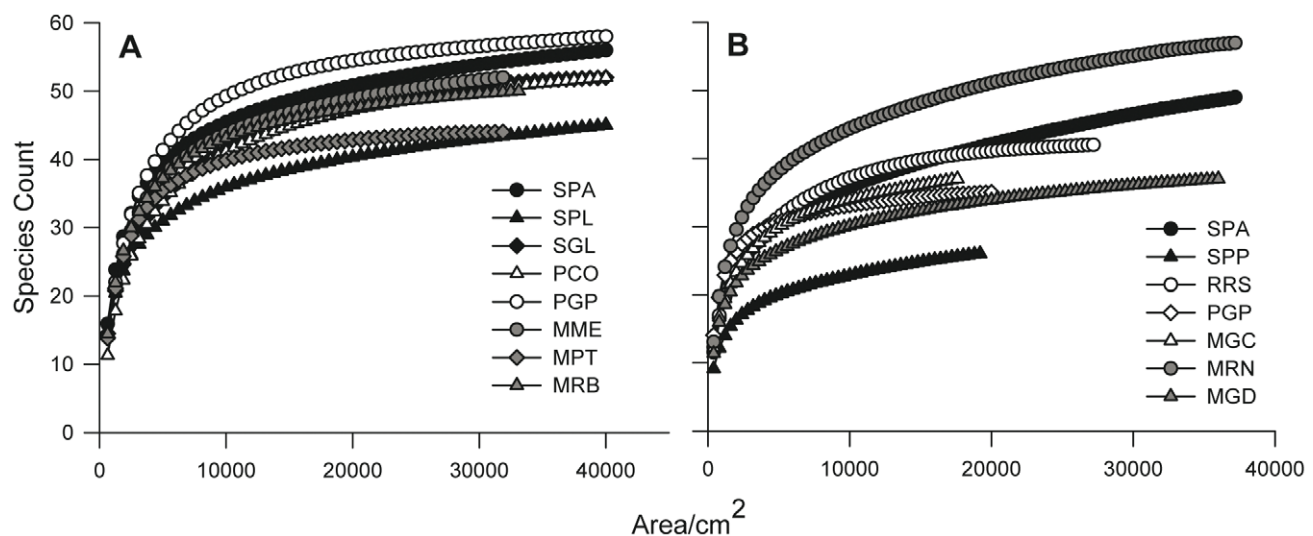 A
B
60
50
40
30
20
10
0
Species Count
SPA
SPL
SGL
PCO
PGP
MME
MPT
MRB
SPA
SPP
RRS
PGP
MGC
MRN
MGD
0 10000 20000 30000 40000
0 10000 20000 30000 40000
Area/cm²